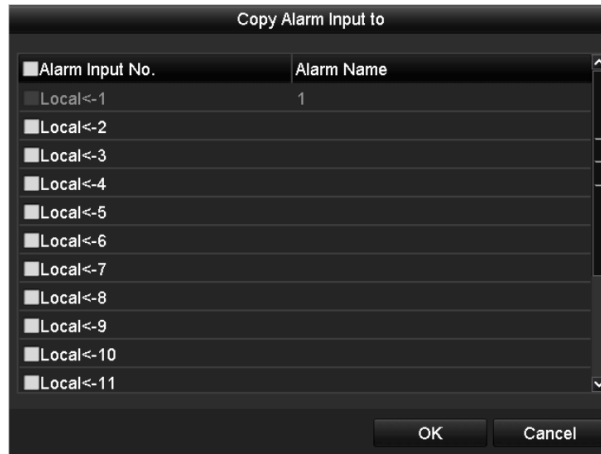 Copy Alarm Input to
Alarm Input No. Alarm Name
Local<-1 1
Local<-2
Local<-3
Local<-4
Local<-5
Local<-6
Local<-7
Local<-8
Local<-9
Local<-10
Local<-11
OK Cancel